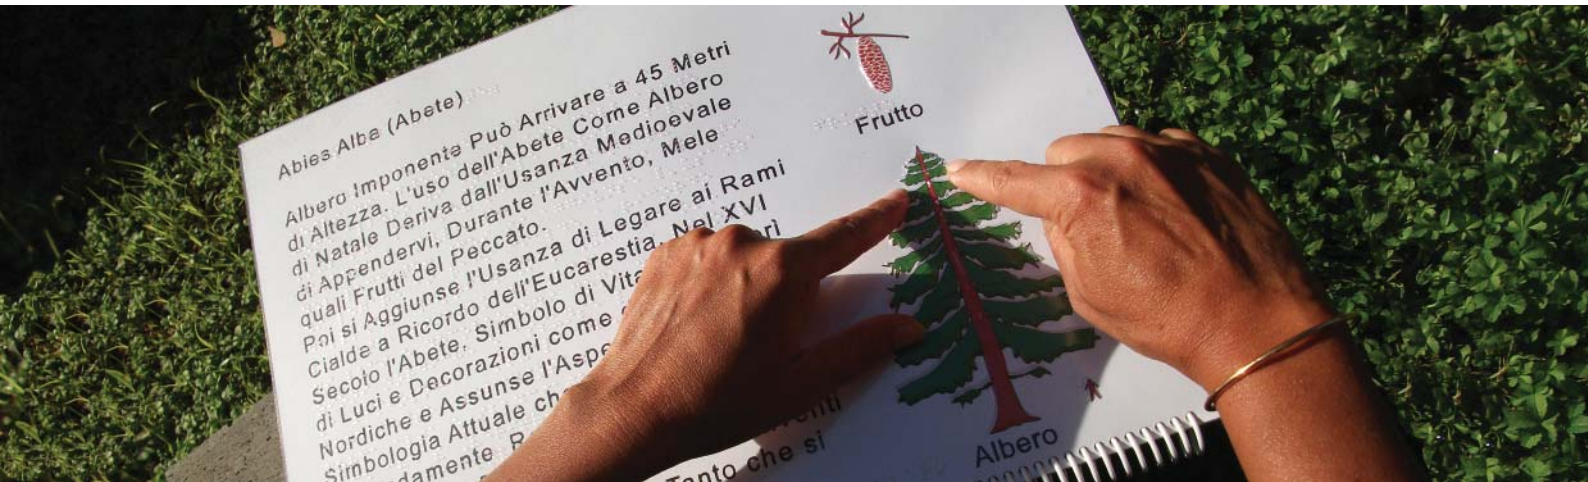 Abies Alba (Abete)
Albero Imponente Può Arrivare a 45 Metri
di Altezza. L'uso dell'Abete Come Albero
di Natale Deriva dall'Usanza Medioevale
di Appendervi, Durante l'Avvento, Mele
quali Frutti del Peccato.
Poi si Aggiunse l'Usanza di Legare ai Rami
Cialde a Ricordo dell'Eucarestia. Nel XVI
Secolo l'Abete, Simbolo di Vita
di Luci e Decorazioni come
Nordiche e Assunse l'Aspe
Simbologia Attuale ch
damente
Tanto che si
Frutto
Albero